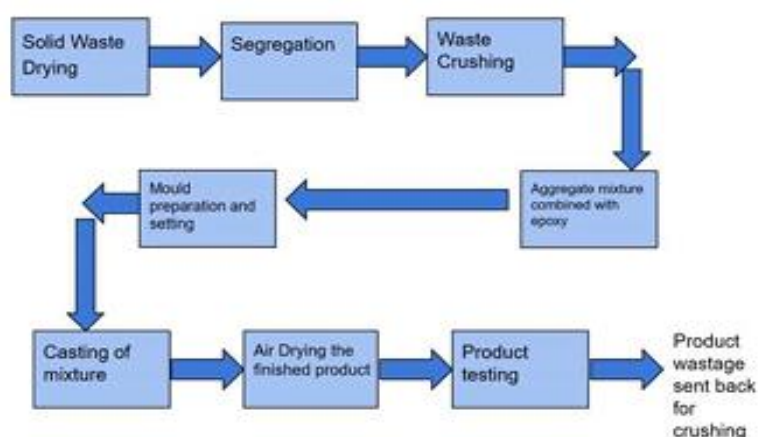 Solid Waste
Drying
Segregation
Waste
Crushing
Aggregate mixture
combined with
epoxy
Mould
preparation and
setting
Casting of
mixture
Air Drying the
finished product
Product
testing
Product
wastage
sent back
for
crushing